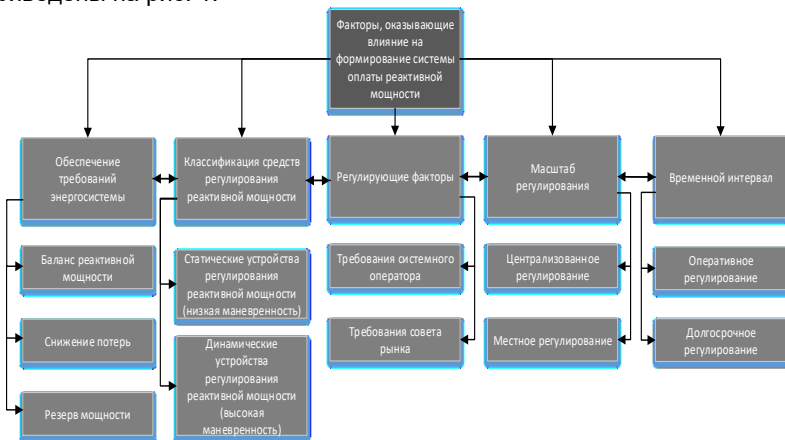 Факторы, оказывающие
влияние на
формирование системы
оплаты реактивной
мощности
Обеспечение
требований
энергосистемы
Классификация средств
регулирования
реактивной мощности
Регулирующие факторы
Масштаб
регулирования
Временной интервал
Баланс реактивной
мощности
Статические устройства
регулирования
реактивной мощности
(низкая маневренность)
Требования системного
оператора
Централизованное
регулирование
Оперативное
регулирование
Снижение потерь
Динамические
устройства
регулирования
реактивной мощности
(высокая
маневренность)
Требования совета
рынка
Местное регулирование
Долгосрочное
регулирование
Резерв мощности